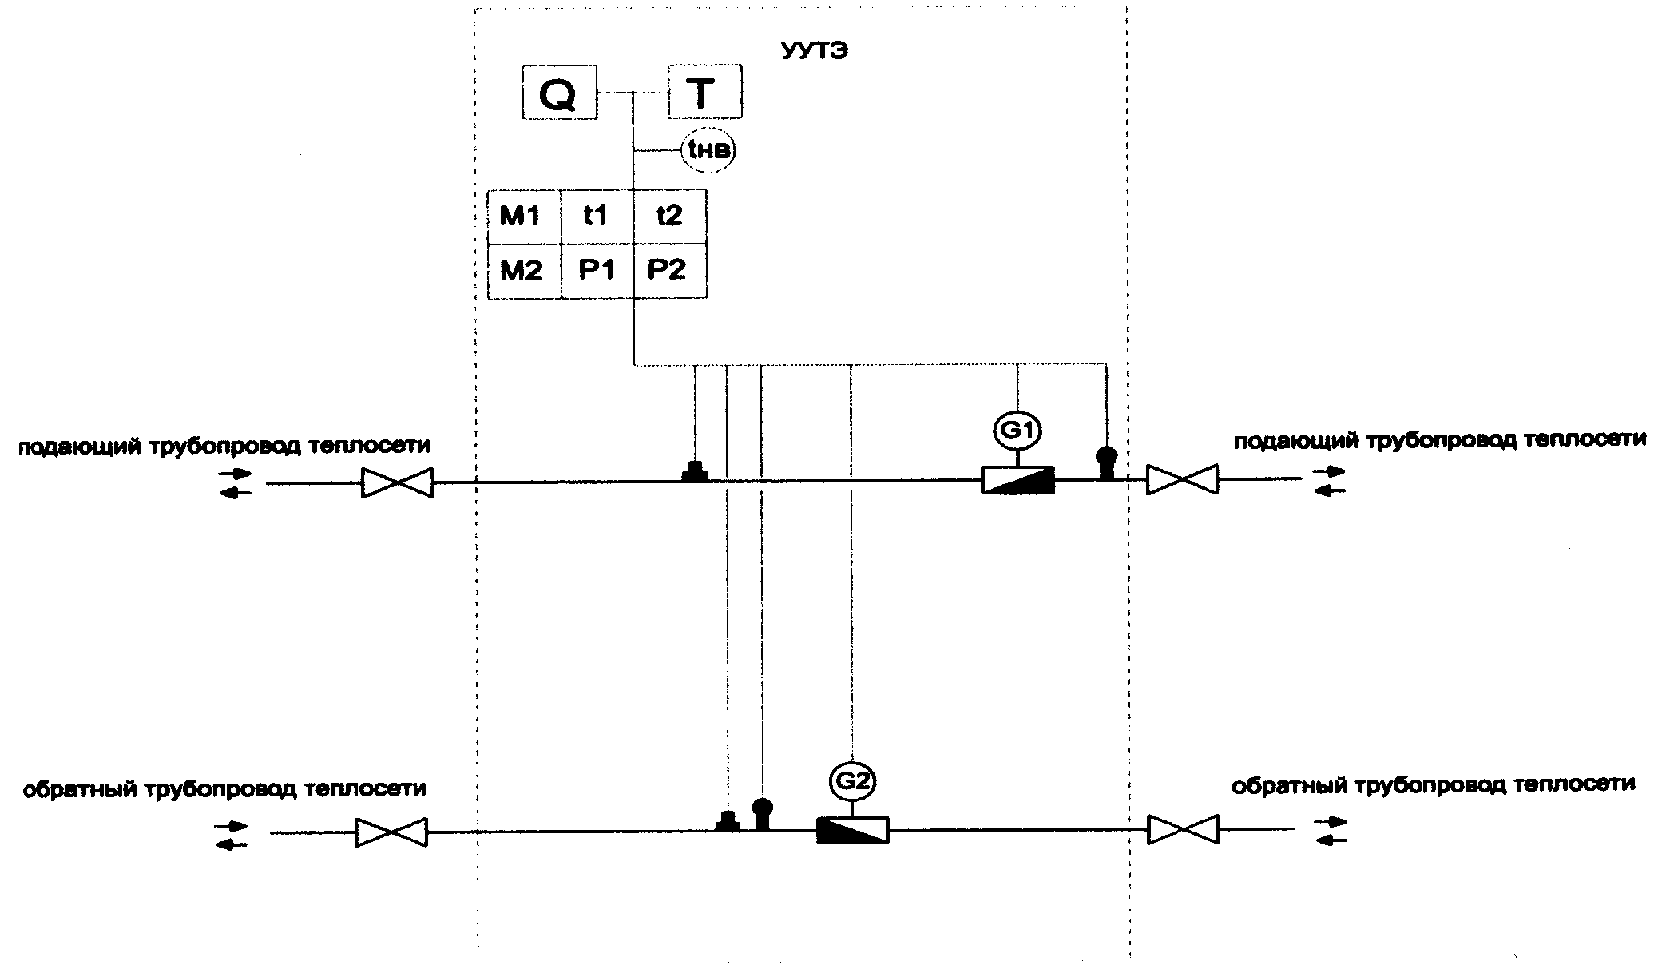 УУТЭ
Q T
tнв
M1 t1 t2
M2 P1 P2
G1
подающий трубопровод теплосети
подающий трубопровод теплосети
G2
обратный трубопровод теплосети
обратный трубопровод теплосети